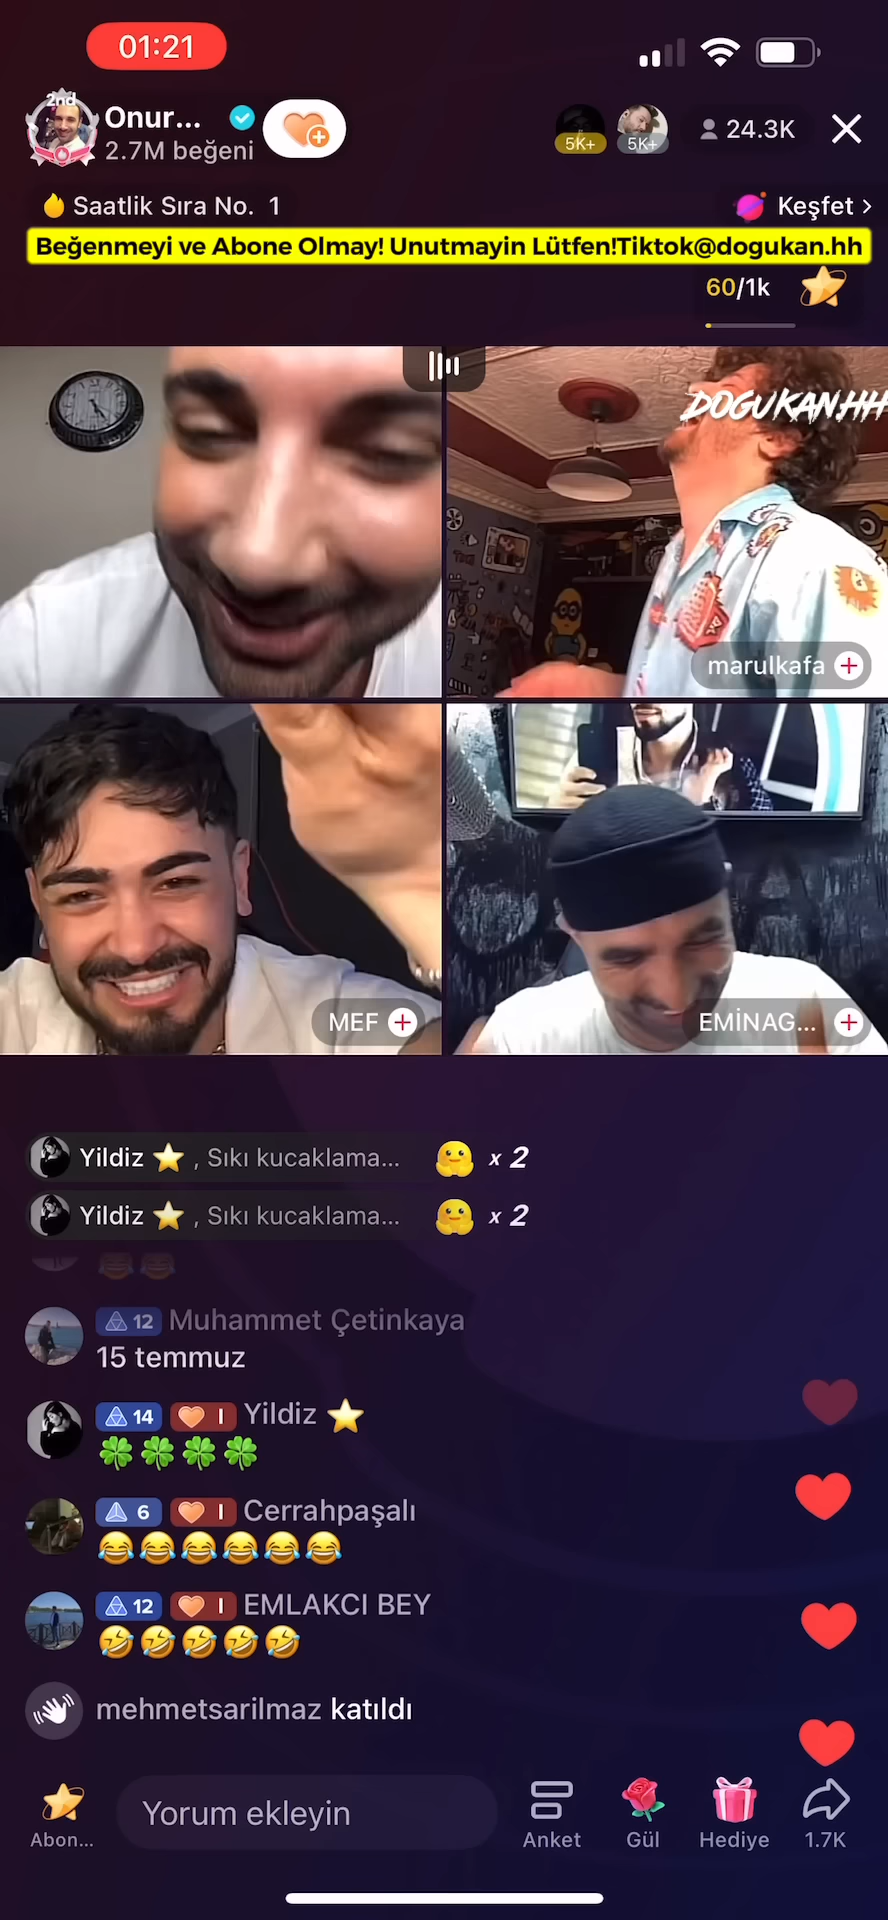 01:21
2nd
Onur...
2.7M beğeni
5K+
5K+
24.3K
Saatlik Sıra No. 1
Keşfet >
Beğenmeyi ve Abone Olmay! Unutmayin Lütfen!Tiktok@dogukan.hh
60/1k
DOGUKAN.HH
marulkafa
MEF
EMİNAG...
Yildiz ⭐ , Sıkı kucaklama... 🤗 x 2
Yildiz ⭐ , Sıkı kucaklama... 🤗 x 2
😂😂
12 Muhammet Çetinkaya
15 temmuz
14 I Yildiz ⭐
🍀🍀🍀🍀
6 I Cerrahpaşalı
😂😂😂😂😂😂
12 I EMLAKCI BEY
🤣🤣🤣🤣🤣
mehmetsarilmaz katıldı
Yorum ekleyin
Abon...
Anket
Gül
Hediye
1.7K